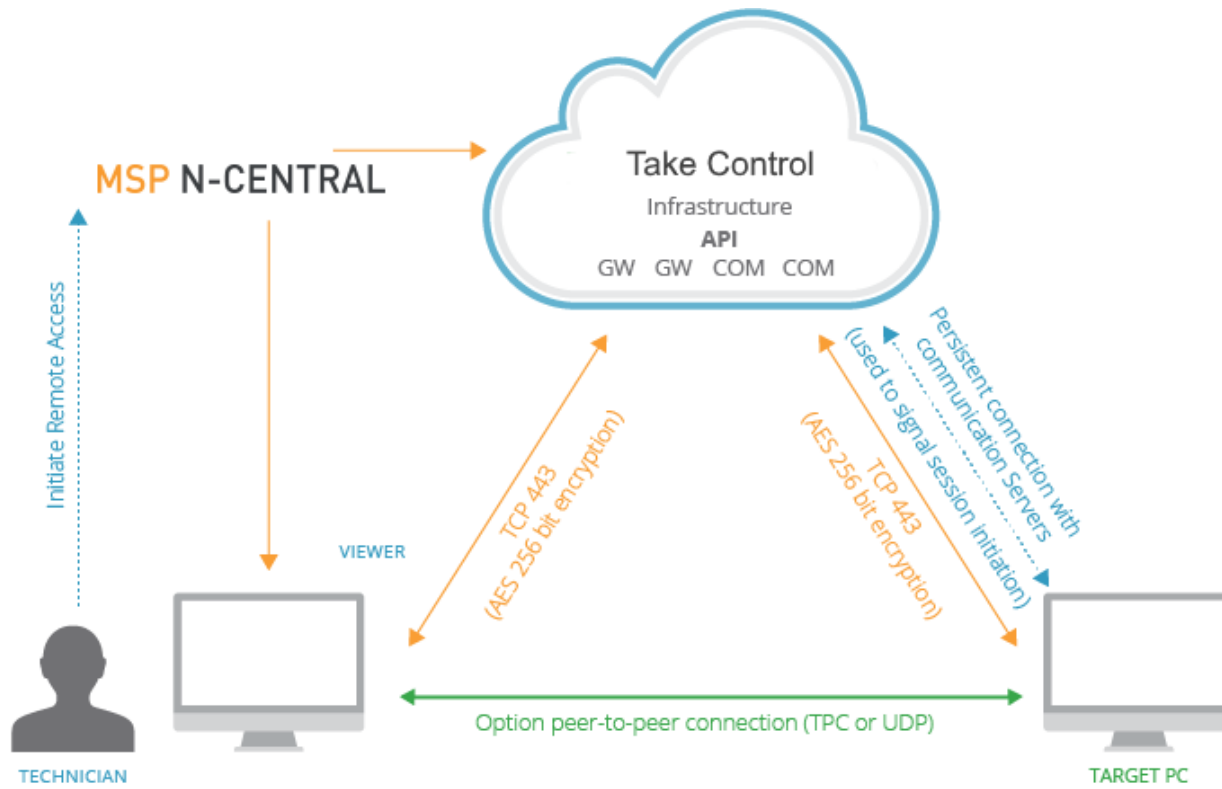 Take Control
Infrastructure
API
GW GW COM COM
MSP N-CENTRAL
Initiate Remote Access
VIEWER
TCP 443
(AES 256 bit encryption)
TCP 443
(AES 256 bit encryption)
Persistent connection with
communication Servers
(used to signal session initiation)
Option peer-to-peer connection (TPC or UDP)
TECHNICIAN
TARGET PC